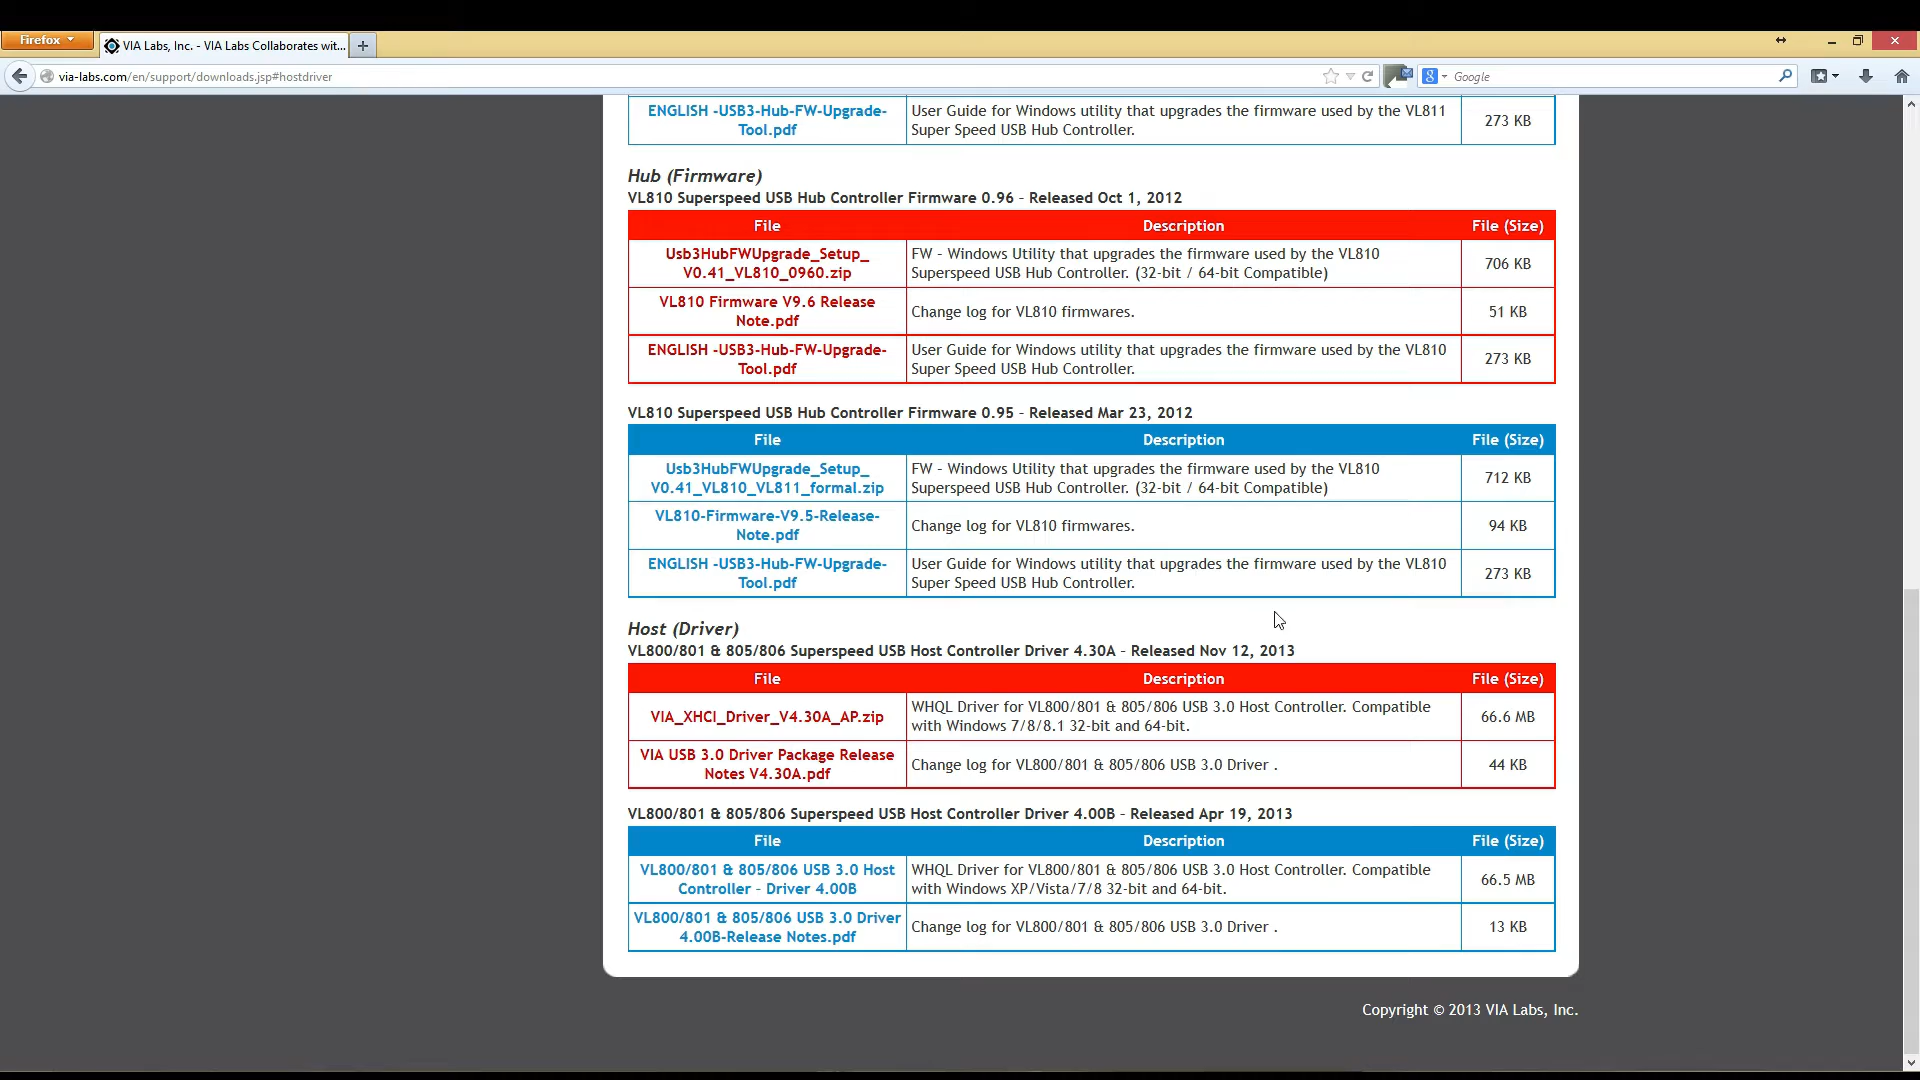 Firefox
VIA Labs, Inc. - VIA Labs Collaborates wit...
via-labs.com/en/support/downloads.jsp#hostdriver
Google
ENGLISH -USB3-Hub-FW-Upgrade-
Tool.pdf
User Guide for Windows utility that upgrades the firmware used by the VL811
Super Speed USB Hub Controller.
273 KB
Hub (Firmware)
VL810 Superspeed USB Hub Controller Firmware 0.96 - Released Oct 1, 2012
File Description File (Size)
Usb3HubFWUpgrade_Setup_
V0.41_VL810_0960.zip
FW - Windows Utility that upgrades the firmware used by the VL810
Superspeed USB Hub Controller. (32-bit / 64-bit Compatible)
706 KB
VL810 Firmware V9.6 Release
Note.pdf
Change log for VL810 firmwares.
51 KB
ENGLISH -USB3-Hub-FW-Upgrade-
Tool.pdf
User Guide for Windows utility that upgrades the firmware used by the VL810
Super Speed USB Hub Controller.
273 KB
VL810 Superspeed USB Hub Controller Firmware 0.95 - Released Mar 23, 2012
File Description File (Size)
Usb3HubFWUpgrade_Setup_
V0.41_VL810_VL811_formal.zip
FW - Windows Utility that upgrades the firmware used by the VL810
Superspeed USB Hub Controller. (32-bit / 64-bit Compatible)
712 KB
VL810-Firmware-V9.5-Release-
Note.pdf
Change log for VL810 firmwares.
94 KB
ENGLISH -USB3-Hub-FW-Upgrade-
Tool.pdf
User Guide for Windows utility that upgrades the firmware used by the VL810
Super Speed USB Hub Controller.
273 KB
Host (Driver)
VL800/801 & 805/806 Superspeed USB Host Controller Driver 4.30A - Released Nov 12, 2013
File Description File (Size)
VIA_XHCI_Driver_V4.30A_AP.zip
WHQL Driver for VL800/801 & 805/806 USB 3.0 Host Controller. Compatible
with Windows 7/8/8.1 32-bit and 64-bit.
66.6 MB
VIA USB 3.0 Driver Package Release
Notes V4.30A.pdf
Change log for VL800/801 & 805/806 USB 3.0 Driver .
44 KB
VL800/801 & 805/806 Superspeed USB Host Controller Driver 4.00B - Released Apr 19, 2013
File Description File (Size)
VL800/801 & 805/806 USB 3.0 Host
Controller - Driver 4.00B
WHQL Driver for VL800/801 & 805/806 USB 3.0 Host Controller. Compatible
with Windows XP/Vista/7/8 32-bit and 64-bit.
66.5 MB
VL800/801 & 805/806 USB 3.0 Driver
4.00B-Release Notes.pdf
Change log for VL800/801 & 805/806 USB 3.0 Driver .
13 KB
Copyright © 2013 VIA Labs, Inc.